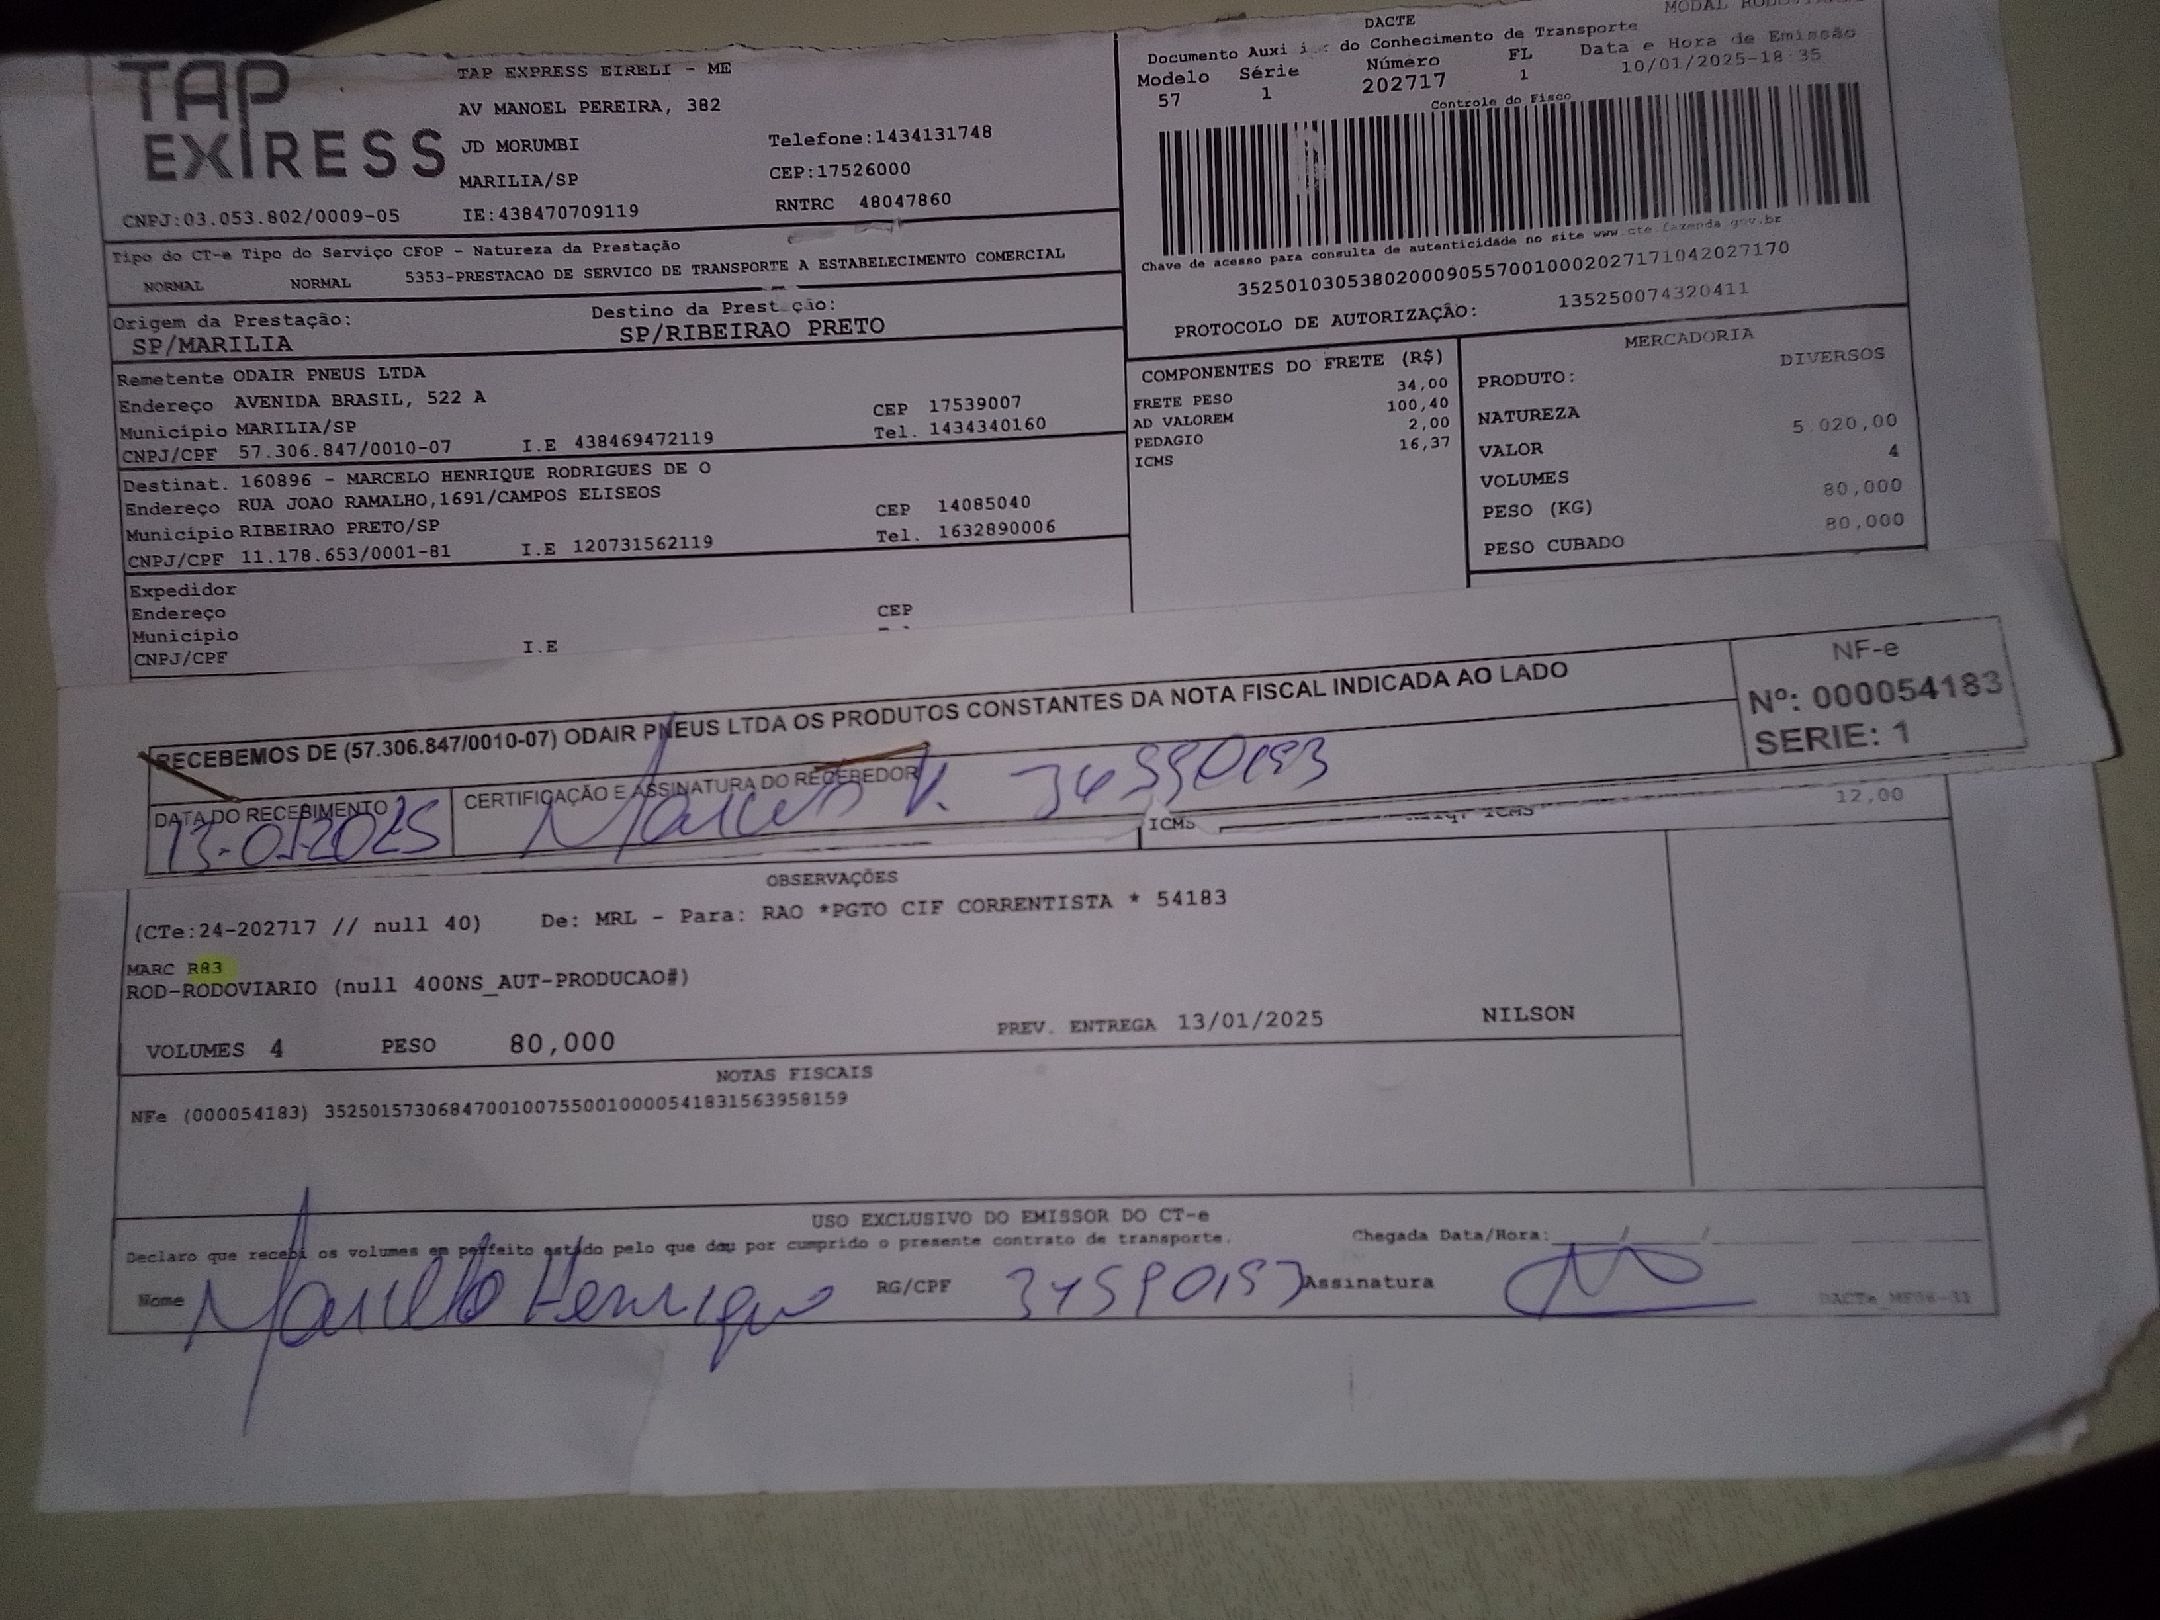 TAP EXPRESS
TAP EXPRESS EIRELI - ME
AV MANOEL PEREIRA, 382
JD MORUMBI Telefone:1434131748
MARILIA/SP CEP:17526000
CNPJ:03.053.802/0009-05 IE:438470709119 RNTRC 48047860
DACTE
Documento Auxi do Conhecimento de Transporte
Modelo Série Número FL Data e Hora de Emissão
57 1 202717 1 10/01/2025-18:35
Controle do Fisco
Chave de acesso para consulta de autenticidade no site www.cte.fazenda.gov.br
35250103053802000905570010002027171042027170
PROTOCOLO DE AUTORIZAÇÃO: 135250074320411
Tipo do CT-e Tipo do Serviço CFOP - Natureza da Prestação
NORMAL NORMAL 5353-PRESTACAO DE SERVICO DE TRANSPORTE A ESTABELECIMENTO COMERCIAL
Origem da Prestação: Destino da Prest ção:
SP/MARILIA SP/RIBEIRAO PRETO
Remetente ODAIR PNEUS LTDA
Endereço AVENIDA BRASIL, 522 A
Município MARILIA/SP CEP 17539007
CNPJ/CPF 57.306.847/0010-07 I.E 438469472119 Tel. 1434340160
Destinat. 160896 - MARCELO HENRIQUE RODRIGUES DE O
Endereço RUA JOAO RAMALHO,1691/CAMPOS ELISEOS
Município RIBEIRAO PRETO/SP CEP 14085040
CNPJ/CPF 11.178.653/0001-81 I.E 120731562119 Tel. 1632890006
Expedidor
Endereço
Município CEP
CNPJ/CPF I.E
COMPONENTES DO FRETE (R$)
FRETE PESO 34,00
AD VALOREM 100,40
PEDAGIO 2,00
ICMS 16,37
MERCADORIA
PRODUTO: DIVERSOS
NATUREZA
VALOR 5.020,00
VOLUMES 4
PESO (KG) 80,000
PESO CUBADO 80,000
RECEBEMOS DE (57.306.847/0010-07) ODAIR PNEUS LTDA OS PRODUTOS CONSTANTES DA NOTA FISCAL INDICADA AO LADO
NF-e
Nº: 000054183
SERIE: 1
DATA DO RECEBIMENTO CERTIFICAÇÃO E ASSINATURA DO RECEBEDOR
13-01-2025 34590193
ICMS ICMS 12,00
OBSERVAÇÕES
(CTe:24-202717 // null 40) De: MRL - Para: RAO *PGTO CIF CORRENTISTA * 54183
MARC R83
ROD-RODOVIARIO (null 400NS_AUT-PRODUCAO#)
VOLUMES 4 PESO 80,000 PREV. ENTREGA 13/01/2025 NILSON
NOTAS FISCAIS
NFe (000054183) 35250157306847001007550010000541831563958159
USO EXCLUSIVO DO EMISSOR DO CT-e
Declaro que recebi os volumes em perfeito estado pelo que dou por cumprido o presente contrato de transporte. Chegada Data/Hora: / /
Nome Marcello Henrique RG/CPF 34590193 Assinatura